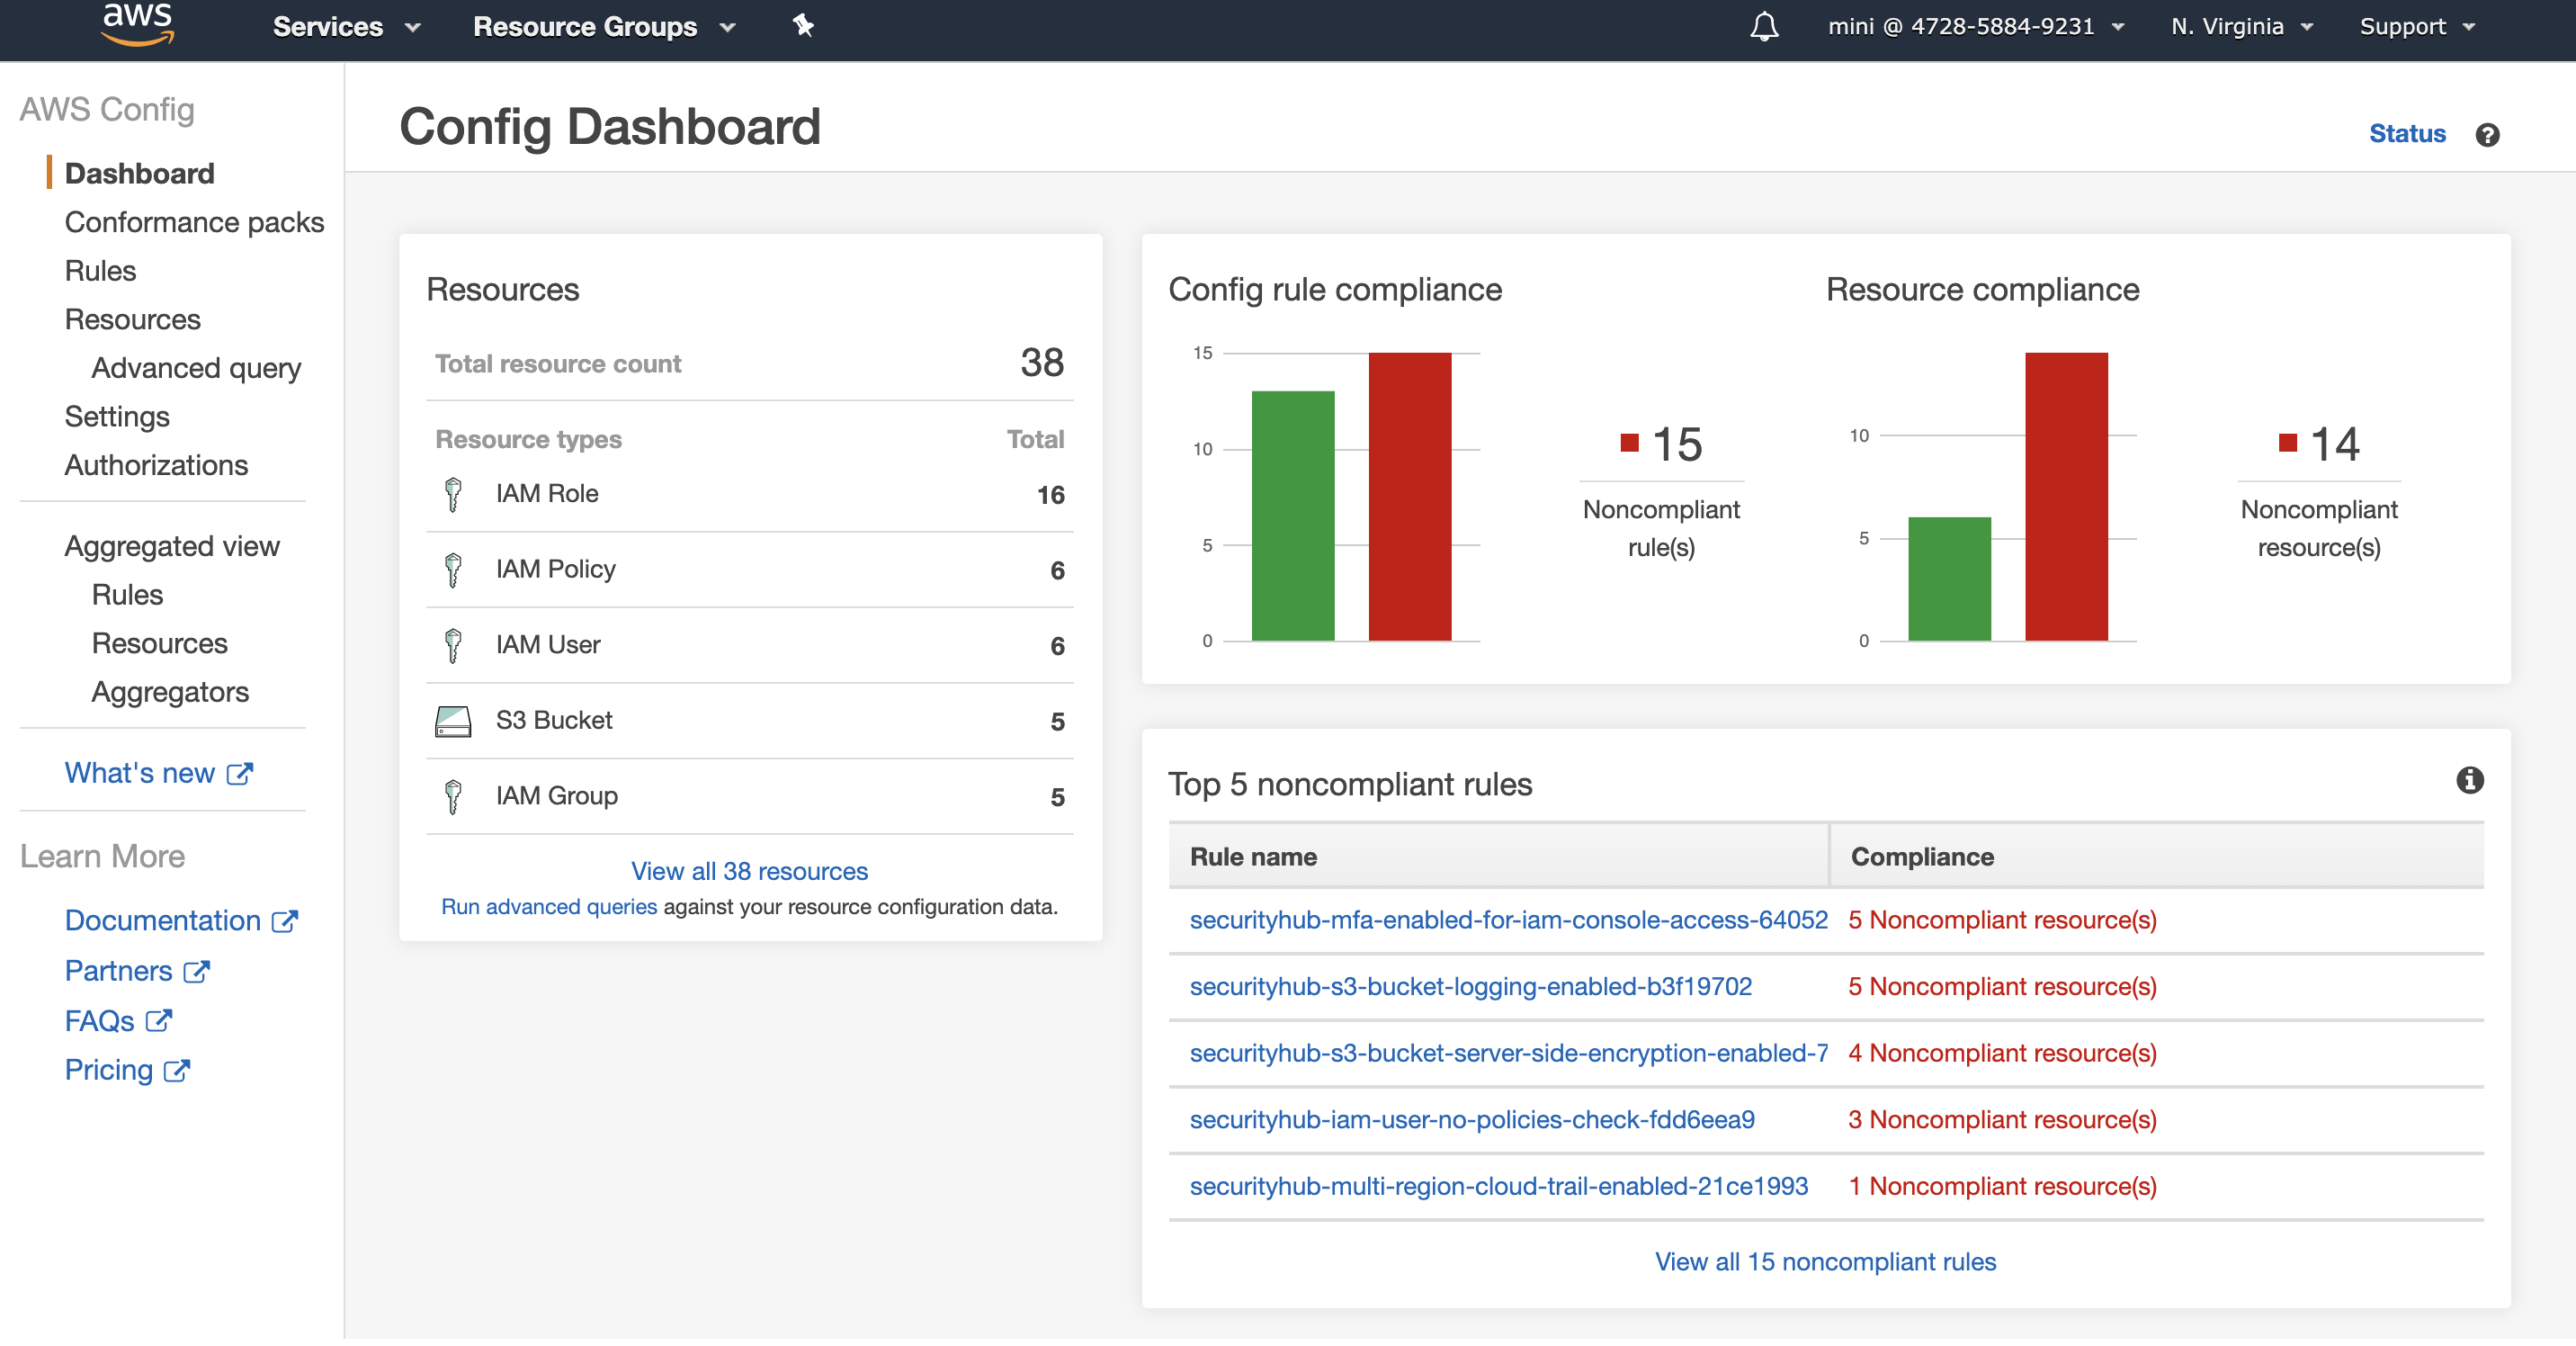 aws
Services
Resource Groups
mini @ 4728-5884-9231
N. Virginia
Support
AWS Config
Dashboard
Conformance packs
Rules
Resources
Advanced query
Settings
Authorizations
Aggregated view
Rules
Resources
Aggregators
What's new
Learn More
Documentation
Partners
FAQs
Pricing
Config Dashboard
Status
?
Resources
Total resource count 38
Resource types Total
IAM Role 16
IAM Policy 6
IAM User 6
S3 Bucket 5
IAM Group 5
View all 38 resources
Run advanced queries against your resource configuration data.
Config rule compliance
15
10
5
0
15
Noncompliant
rule(s)
Resource compliance
10
5
0
14
Noncompliant
resource(s)
Top 5 noncompliant rules
i
Rule name Compliance
securityhub-mfa-enabled-for-iam-console-access-64052 5 Noncompliant resource(s)
securityhub-s3-bucket-logging-enabled-b3f19702 5 Noncompliant resource(s)
securityhub-s3-bucket-server-side-encryption-enabled-7 4 Noncompliant resource(s)
securityhub-iam-user-no-policies-check-fdd6eea9 3 Noncompliant resource(s)
securityhub-multi-region-cloud-trail-enabled-21ce1993 1 Noncompliant resource(s)
View all 15 noncompliant rules